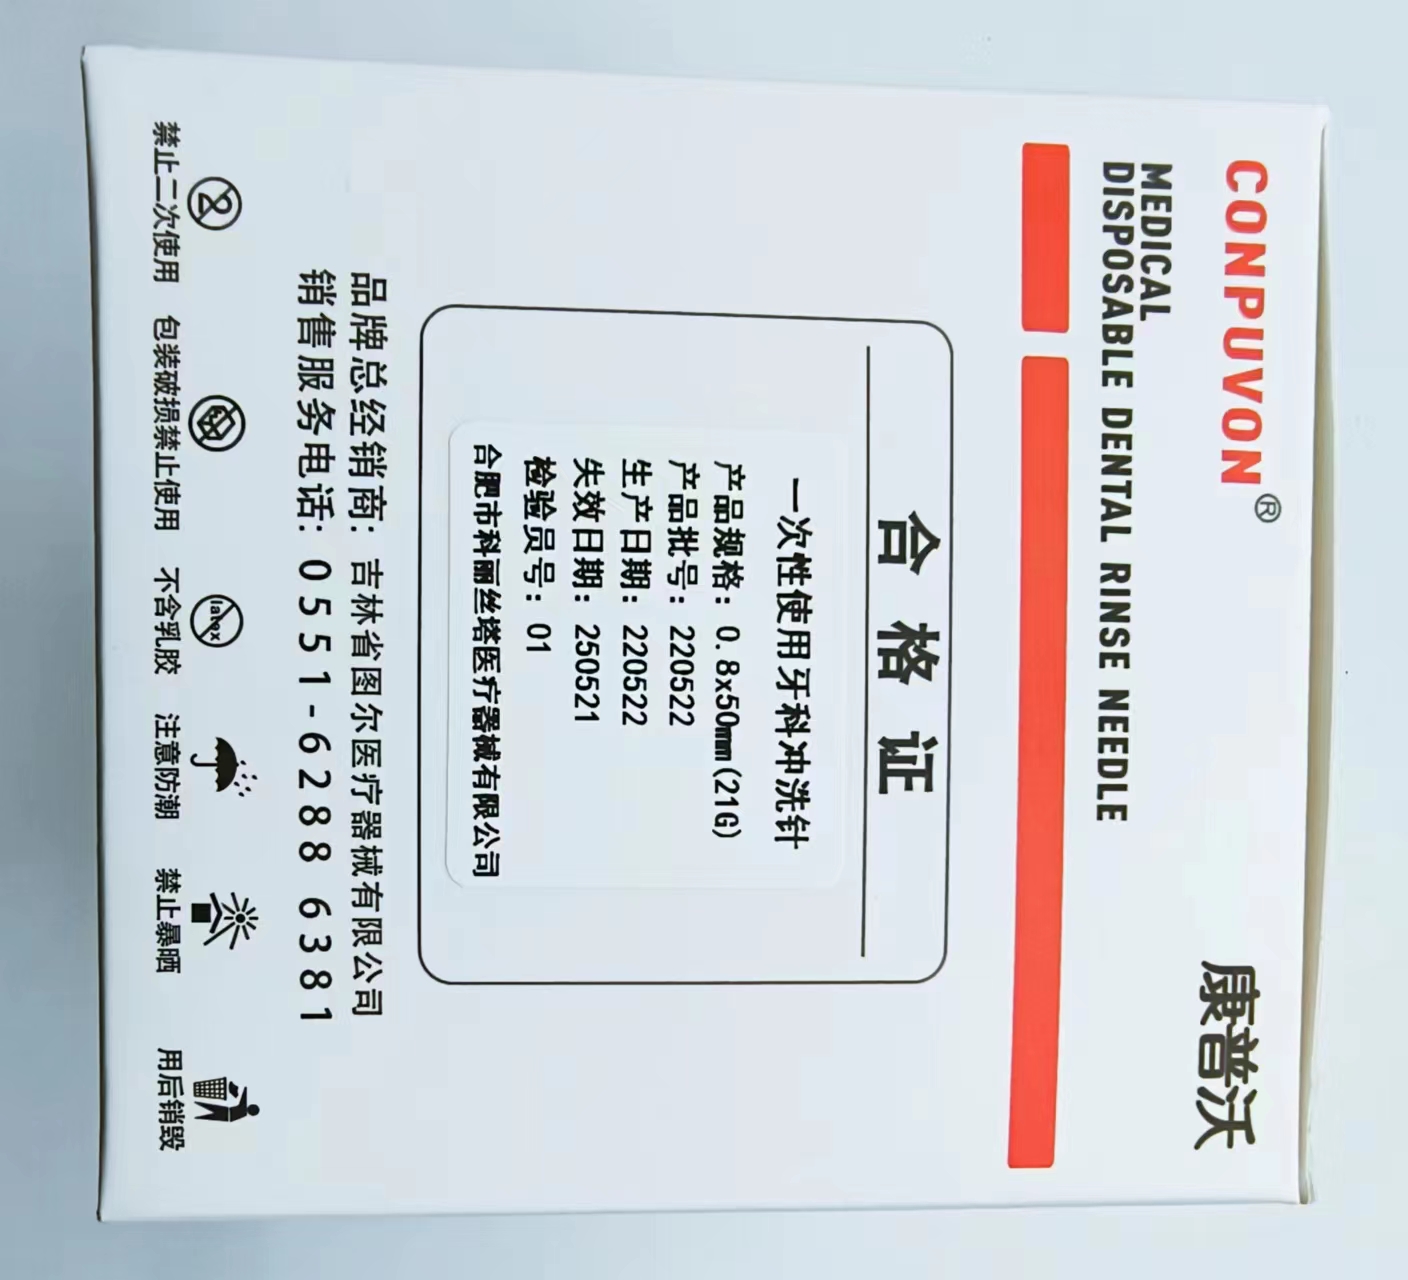 CONPUVON®
康普沃
MEDICAL
DISPOSABLE DENTAL RINSE NEEDLE
合格证
一次性使用牙科冲洗针
产品规格：0.8x50mm(21G)
产品批号：220522
生产日期：220522
失效日期：250521
检验员号：01
合肥市科丽丝塔医疗器械有限公司
品牌总经销商：吉林省图尔医疗器械有限公司
销售服务电话：0551-62886381
2
latex
禁止二次使用 包装破损禁止使用 不含乳胶 注意防潮 禁止暴晒 用后销毁